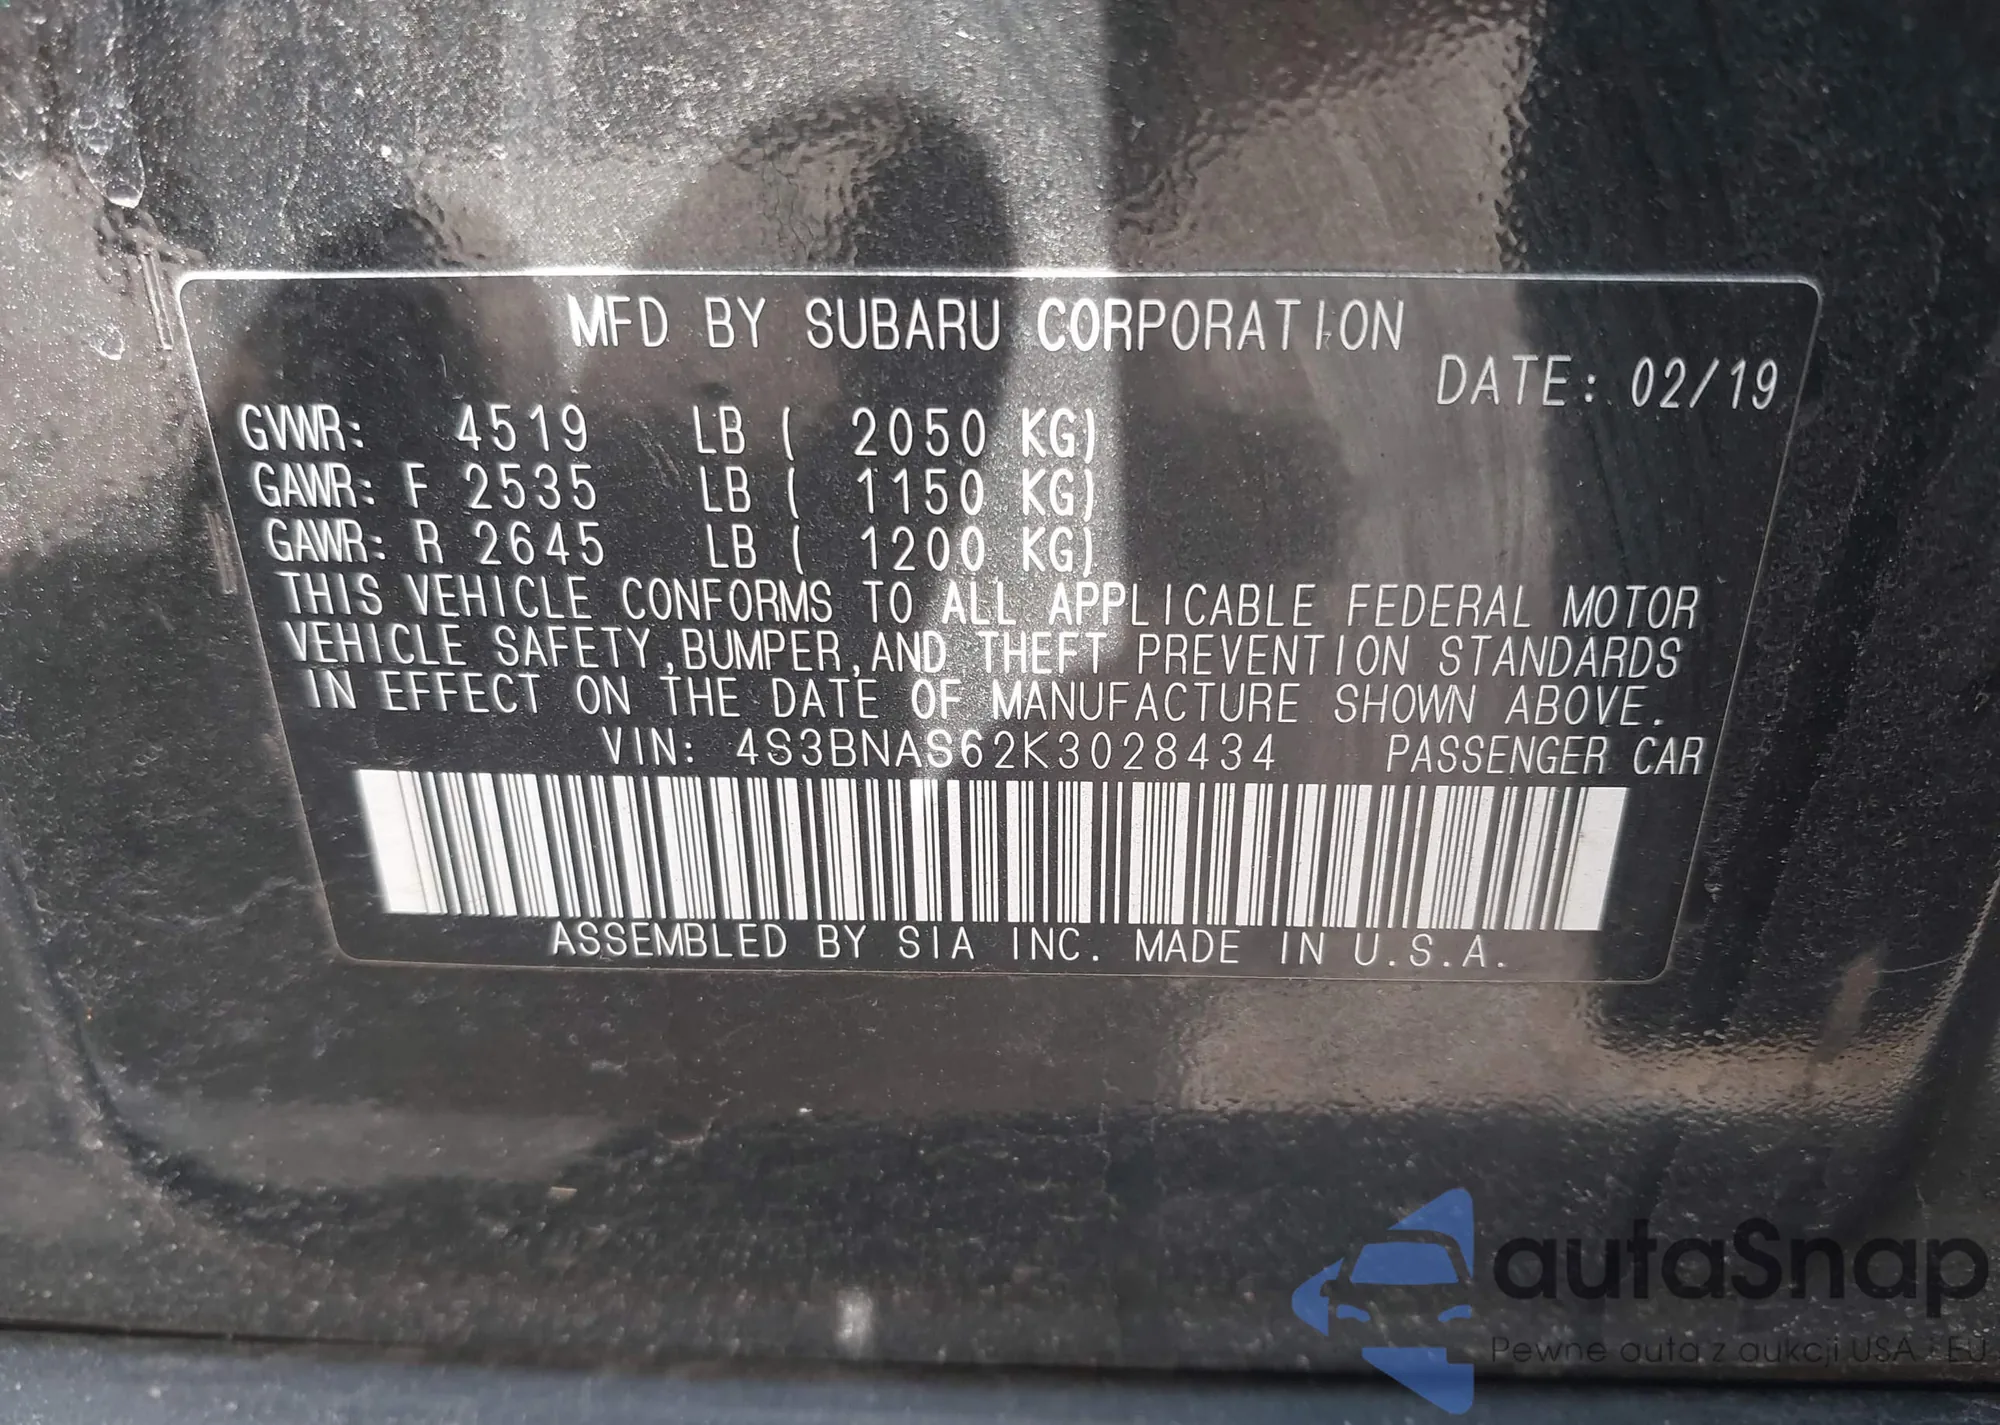 MFD BY SUBARU CORPORATION
DATE: 02/19
GVWR: 4519 LB ( 2050 KG)
GAWR: F 2535 LB ( 1150 KG)
GAWR: R 2645 LB ( 1200 KG)
THIS VEHICLE CONFORMS TO ALL APPLICABLE FEDERAL MOTOR
VEHICLE SAFETY,BUMPER,AND THEFT PREVENTION STANDARDS
IN EFFECT ON THE DATE OF MANUFACTURE SHOWN ABOVE.
VIN: 4S3BNAS62K3028434 PASSENGER CAR
ASSEMBLED BY SIA INC. MADE IN U.S.A.
autaSnap
Pewne auta z aukcji USA i EU